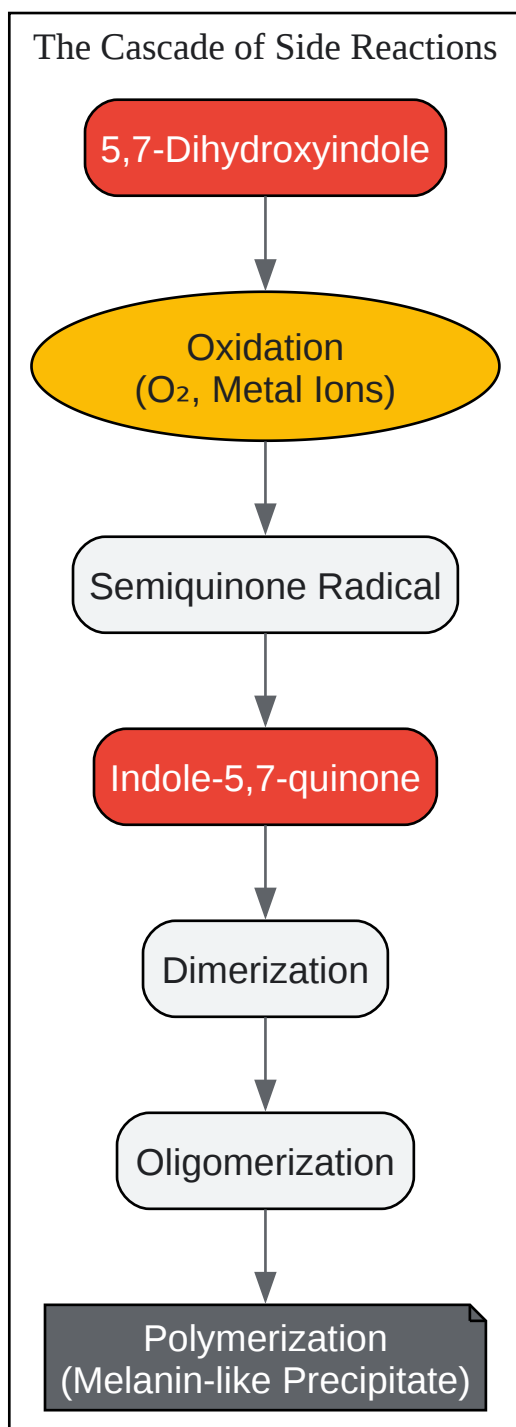 The Cascade of Side Reactions
5,7-Dihydroxyindole
Oxidation
(O₂, Metal Ions)
Semiquinone Radical
Indole-5,7-quinone
Dimerization
Oligomerization
Polymerization
(Melanin-like Precipitate)